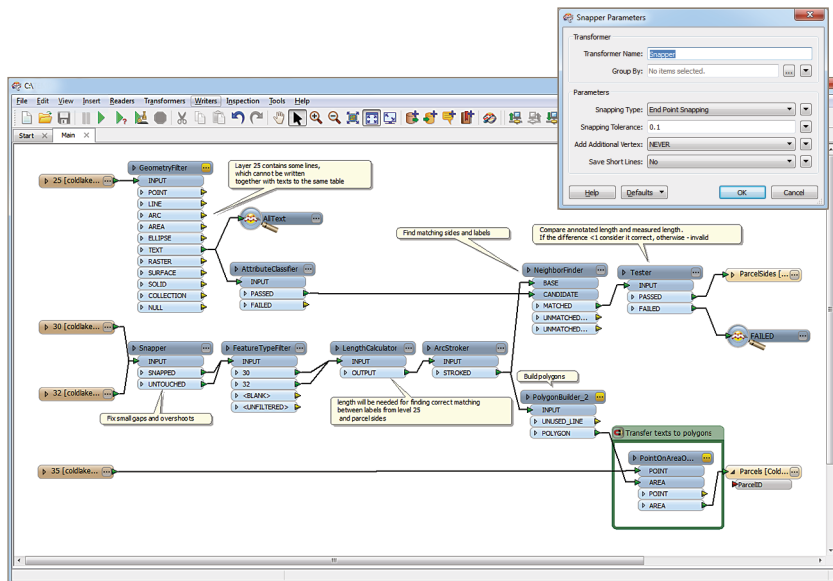 Snapper Parameters
Transformer
Transformer Name: Snapper
Group By: No items selected.
Parameters
Snapping Type: End Point Snapping
Snapping Tolerance: 0.1
Add Additional Vertex: NEVER
Save Short Lines: No
Help Defaults OK Cancel
C:\
File Edit View Insert Readers Transformers Writers Inspection Tools Help
Start Main
25 [coldlake...
GeometryFilter
INPUT
POINT
LINE
ARC
AREA
ELLIPSE
TEXT
RASTER
SURFACE
SOLID
COLLECTION
NULL
Layer 25 contains some lines,
which cannot be written
together with texts to the same table
AllText
AttributeClassifier
INPUT
PASSED
FAILED
Find matching sides and labels
Compare annotated length and measured length.
If the difference <1 consider it correct, otherwise - invalid
NeighborFinder
BASE
CANDIDATE
MATCHED
UNMATCHED...
UNMATCHED...
Tester
INPUT
PASSED
FAILED
ParcelSides [...
FAILED
30 [coldlake...
32 [coldlake...
Snapper
INPUT
SNAPPED
UNTOUCHED
Fix small gaps and overshoots
FeatureTypeFilter
INPUT
30
32
<BLANK>
<UNFILTERED>
LengthCalculator
INPUT
OUTPUT
length will be needed for finding correct matching
between labels from level 25
and parcel sides
ArcStroker
INPUT
STROKED
Build polygons
PolygonBuilder_2
INPUT
UNUSED_LINE
POLYGON
35 [coldlake...
Transfer texts to polygons
PointOnAreaO...
POINT
AREA
POINT
AREA
Parcels [Cold...
ParcelID